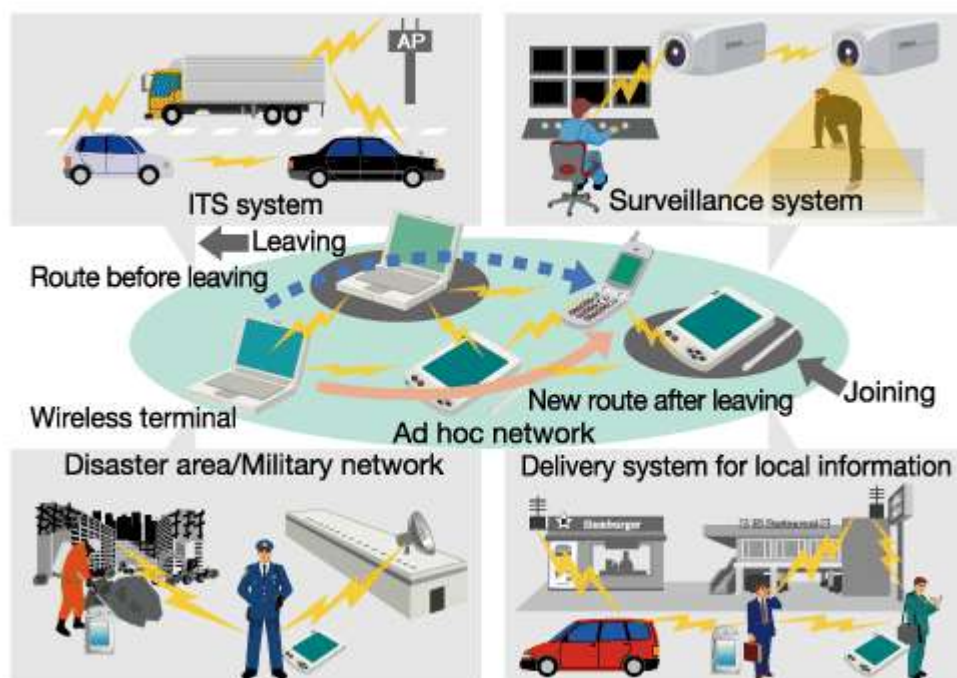 AP
ITS system
Surveillance system
Leaving
Route before leaving
Joining
New route after leaving
Wireless terminal
Ad hoc network
Disaster area/Military network
Delivery system for local information
Hamburger